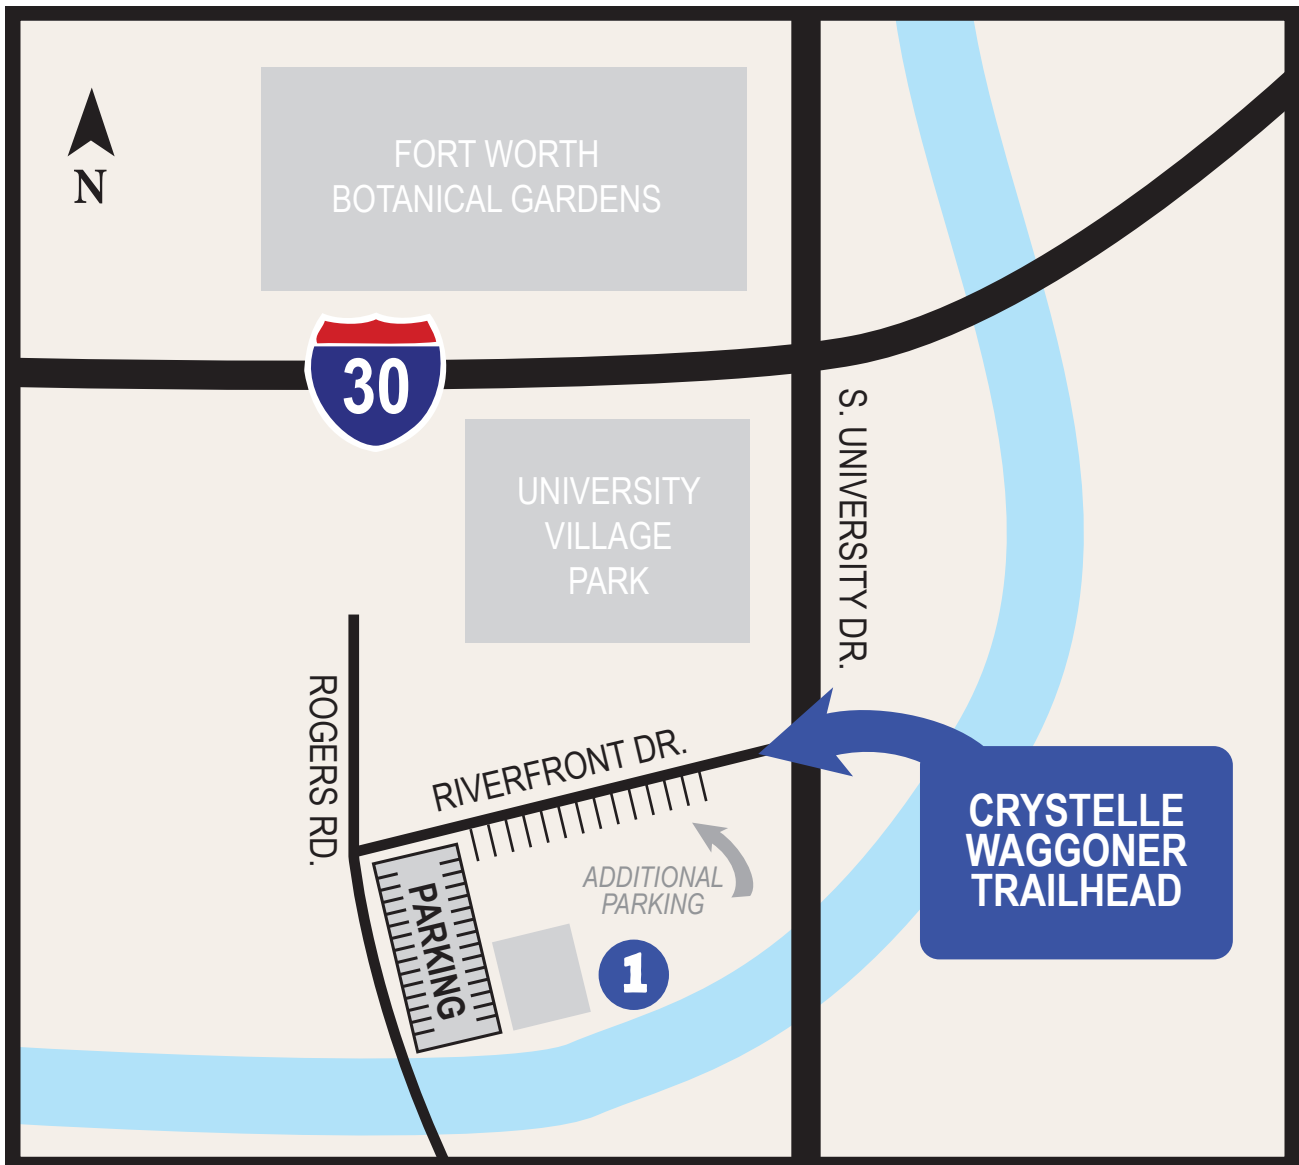 N
FORT WORTH
BOTANICAL GARDENS
30
UNIVERSITY
VILLAGE
PARK
S. UNIVERSITY DR.
ROGERS RD.
RIVERFRONT DR.
CRYSTELLE
WAGGONER
TRAILHEAD
ADDITIONAL
PARKING
PARKING
1